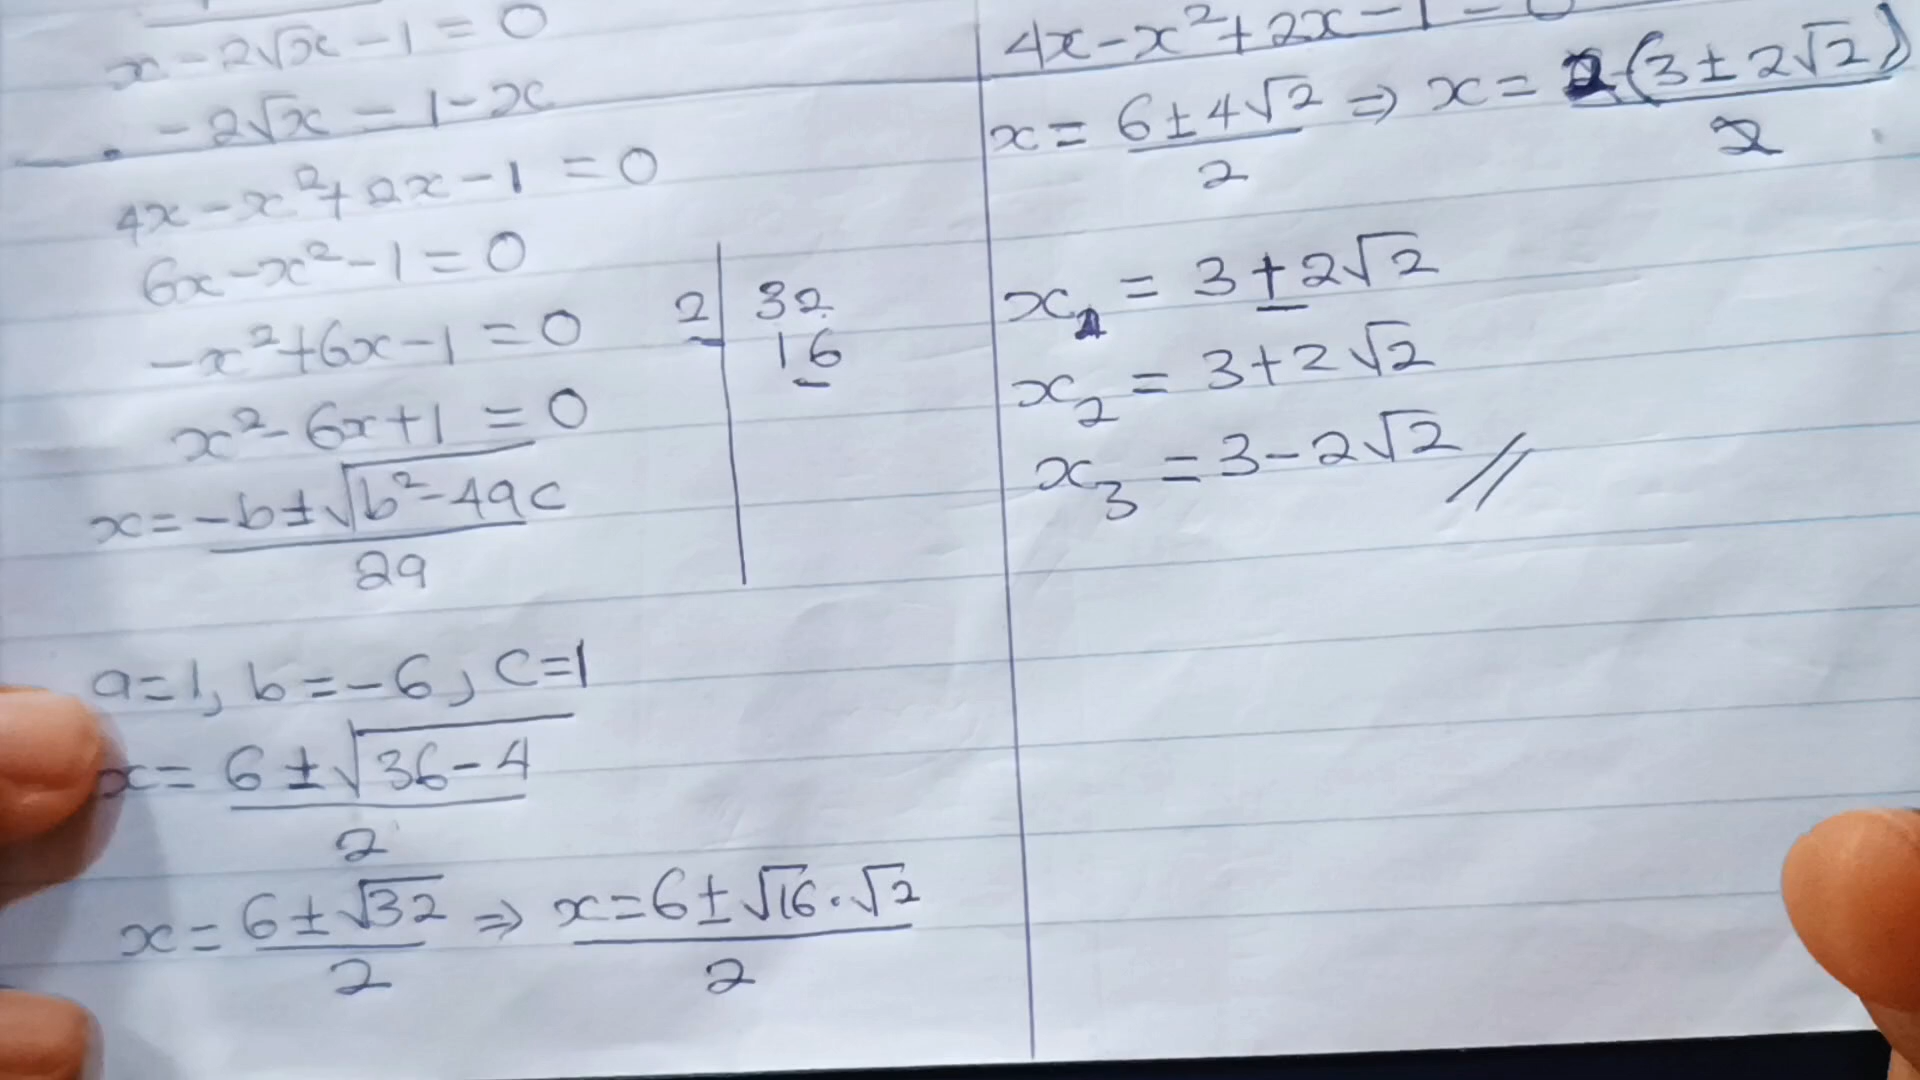 x - 2√x - 1 = 0
- 2√x = 1 - x
4x - x² + 2x - 1 = 0
6x - x² - 1 = 0
-x² + 6x - 1 = 0
x² - 6x + 1 = 0
x = (-b ± √(b² - 4ac)) / 2a
2 | 32
16
a = 1, b = -6, c = 1
x = (6 ± √(36 - 4)) / 2
x = (6 ± √32) / 2 ⇒ x = (6 ± √16 · √2) / 2
4x - x² + 2x - 1 = 0
x = (6 ± 4√2) / 2 ⇒ x = 2(3 ± 2√2) / 2
x₁ = 3 ± 2√2
x₂ = 3 + 2√2
x₃ = 3 - 2√2 //